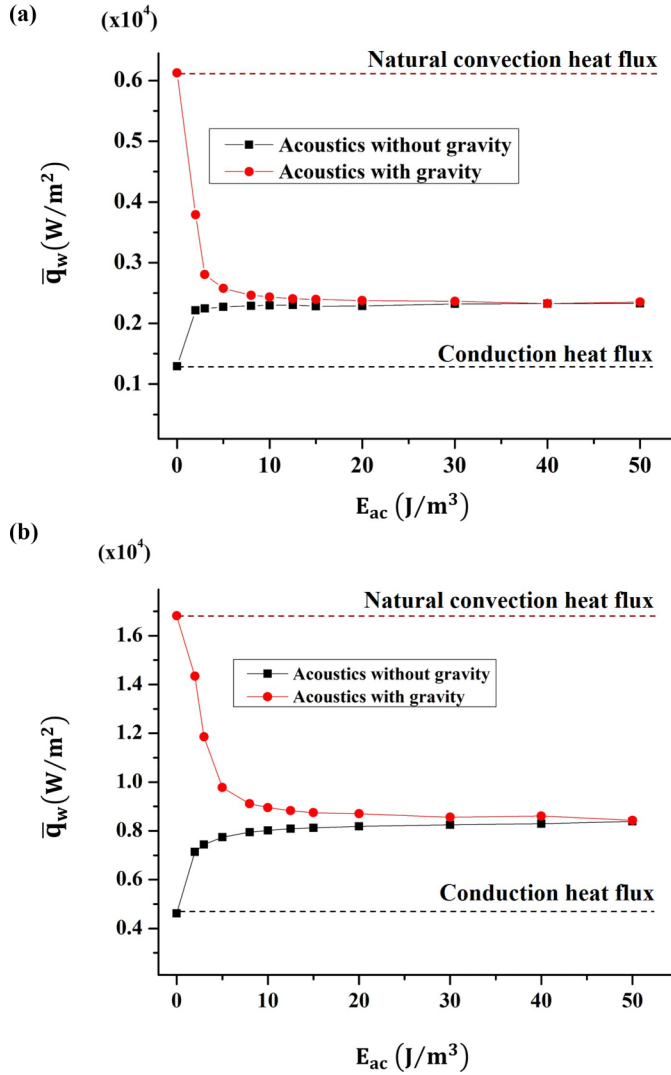 (a)
(x10⁴)
Natural convection heat flux
0.6
0.5
0.4
0.3
0.2
0.1
Acoustics without gravity
Acoustics with gravity
Conduction heat flux
q̅w(W/m²)
0 10 20 30 40 50
Eac (J/m³)
(b)
(x10⁴)
Natural convection heat flux
1.6
1.4
1.2
1.0
0.8
0.6
0.4
Acoustics without gravity
Acoustics with gravity
Conduction heat flux
q̅w(W/m²)
0 10 20 30 40 50
Eac (J/m³)